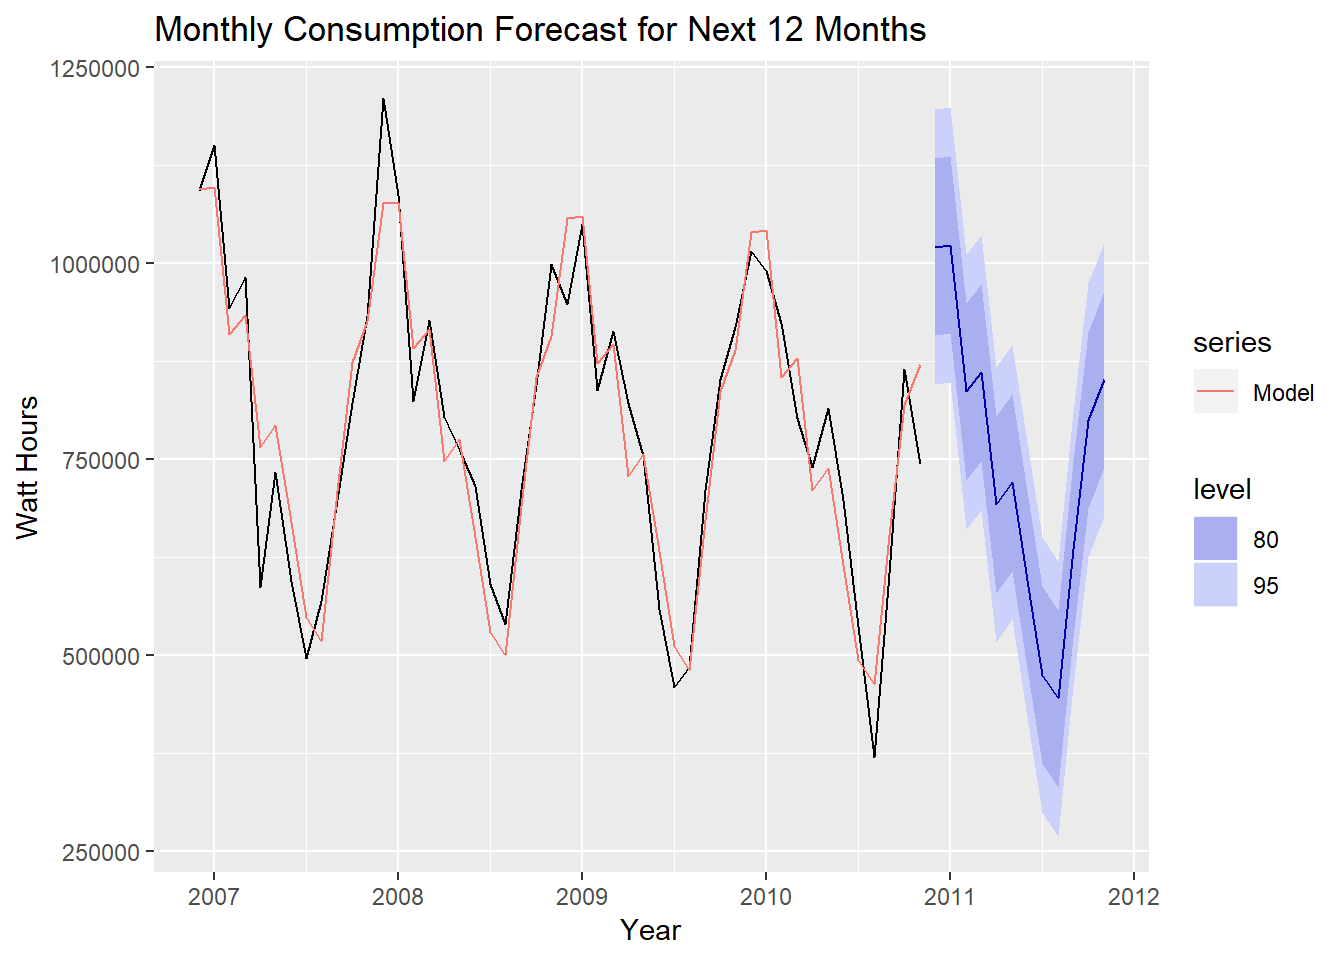 Monthly Consumption Forecast for Next 12 Months
1250000
1000000
750000
500000
250000
Watt Hours
2007
2008
2009
2010
2011
2012
Year
series
Model
level
80
95